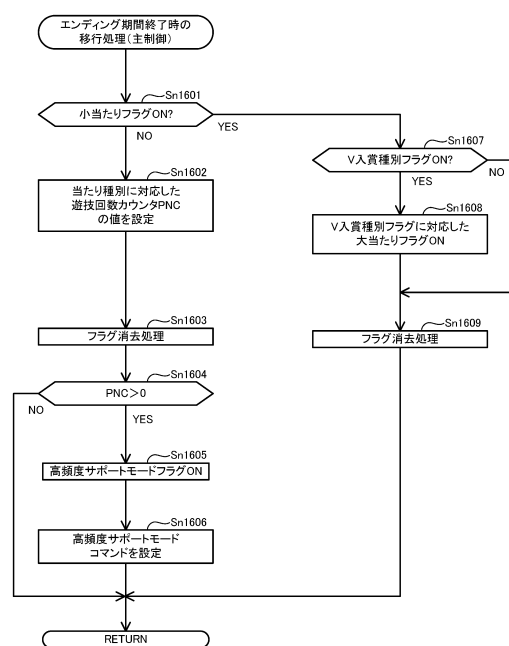 エンディング期間終了時の
移行処理(主制御)
Sn1601
小当たりフラグON?
NO
YES
Sn1602
当たり種別に対応した
遊技回数カウンタPNC
の値を設定
Sn1603
フラグ消去処理
Sn1604
PNC＞0
NO
YES
Sn1605
高頻度サポートモードフラグON
Sn1606
高頻度サポートモード
コマンドを設定
RETURN
Sn1607
V入賞種別フラグON?
NO
YES
Sn1608
V入賞種別フラグに対応した
大当たりフラグON
Sn1609
フラグ消去処理